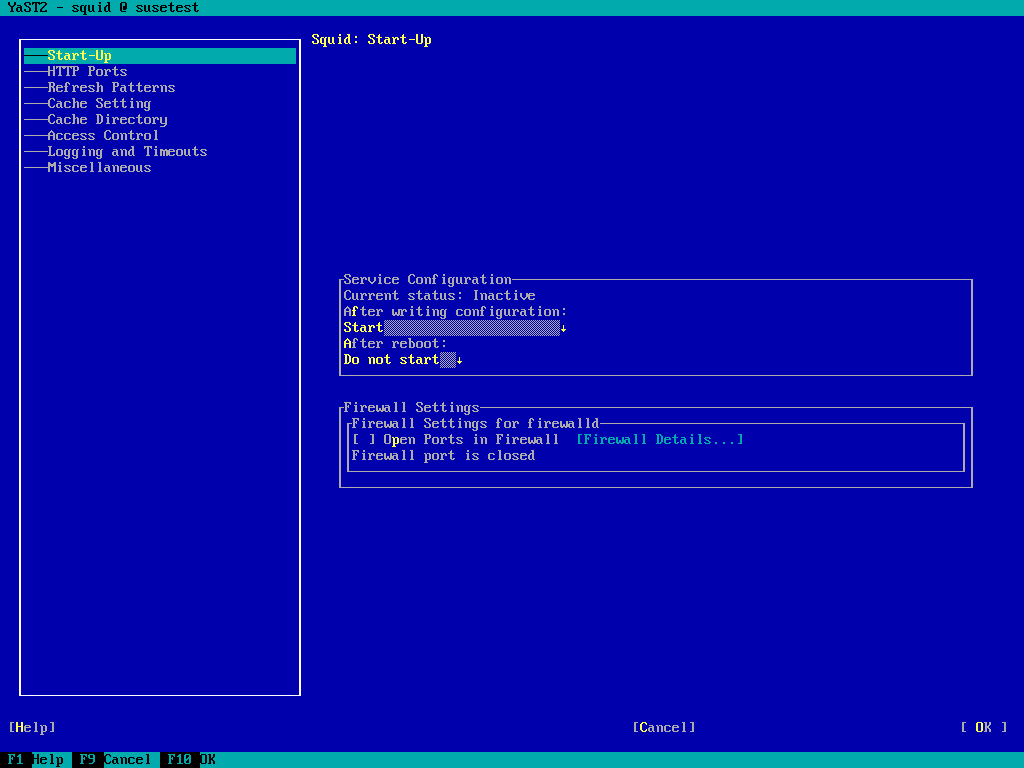 YaST2 - squid @ susetest
Squid: Start-Up
Start-Up
HTTP Ports
Refresh Patterns
Cache Setting
Cache Directory
Access Control
Logging and Timeouts
Miscellaneous
Service Configuration
Current status: Inactive
After writing configuration:
Start
After reboot:
Do not start
Firewall Settings
Firewall Settings for firewalld
[ ] Open Ports in Firewall [Firewall Details...]
Firewall port is closed
[Help] [Cancel] [ OK ]
F1 Help F9 Cancel F10 OK